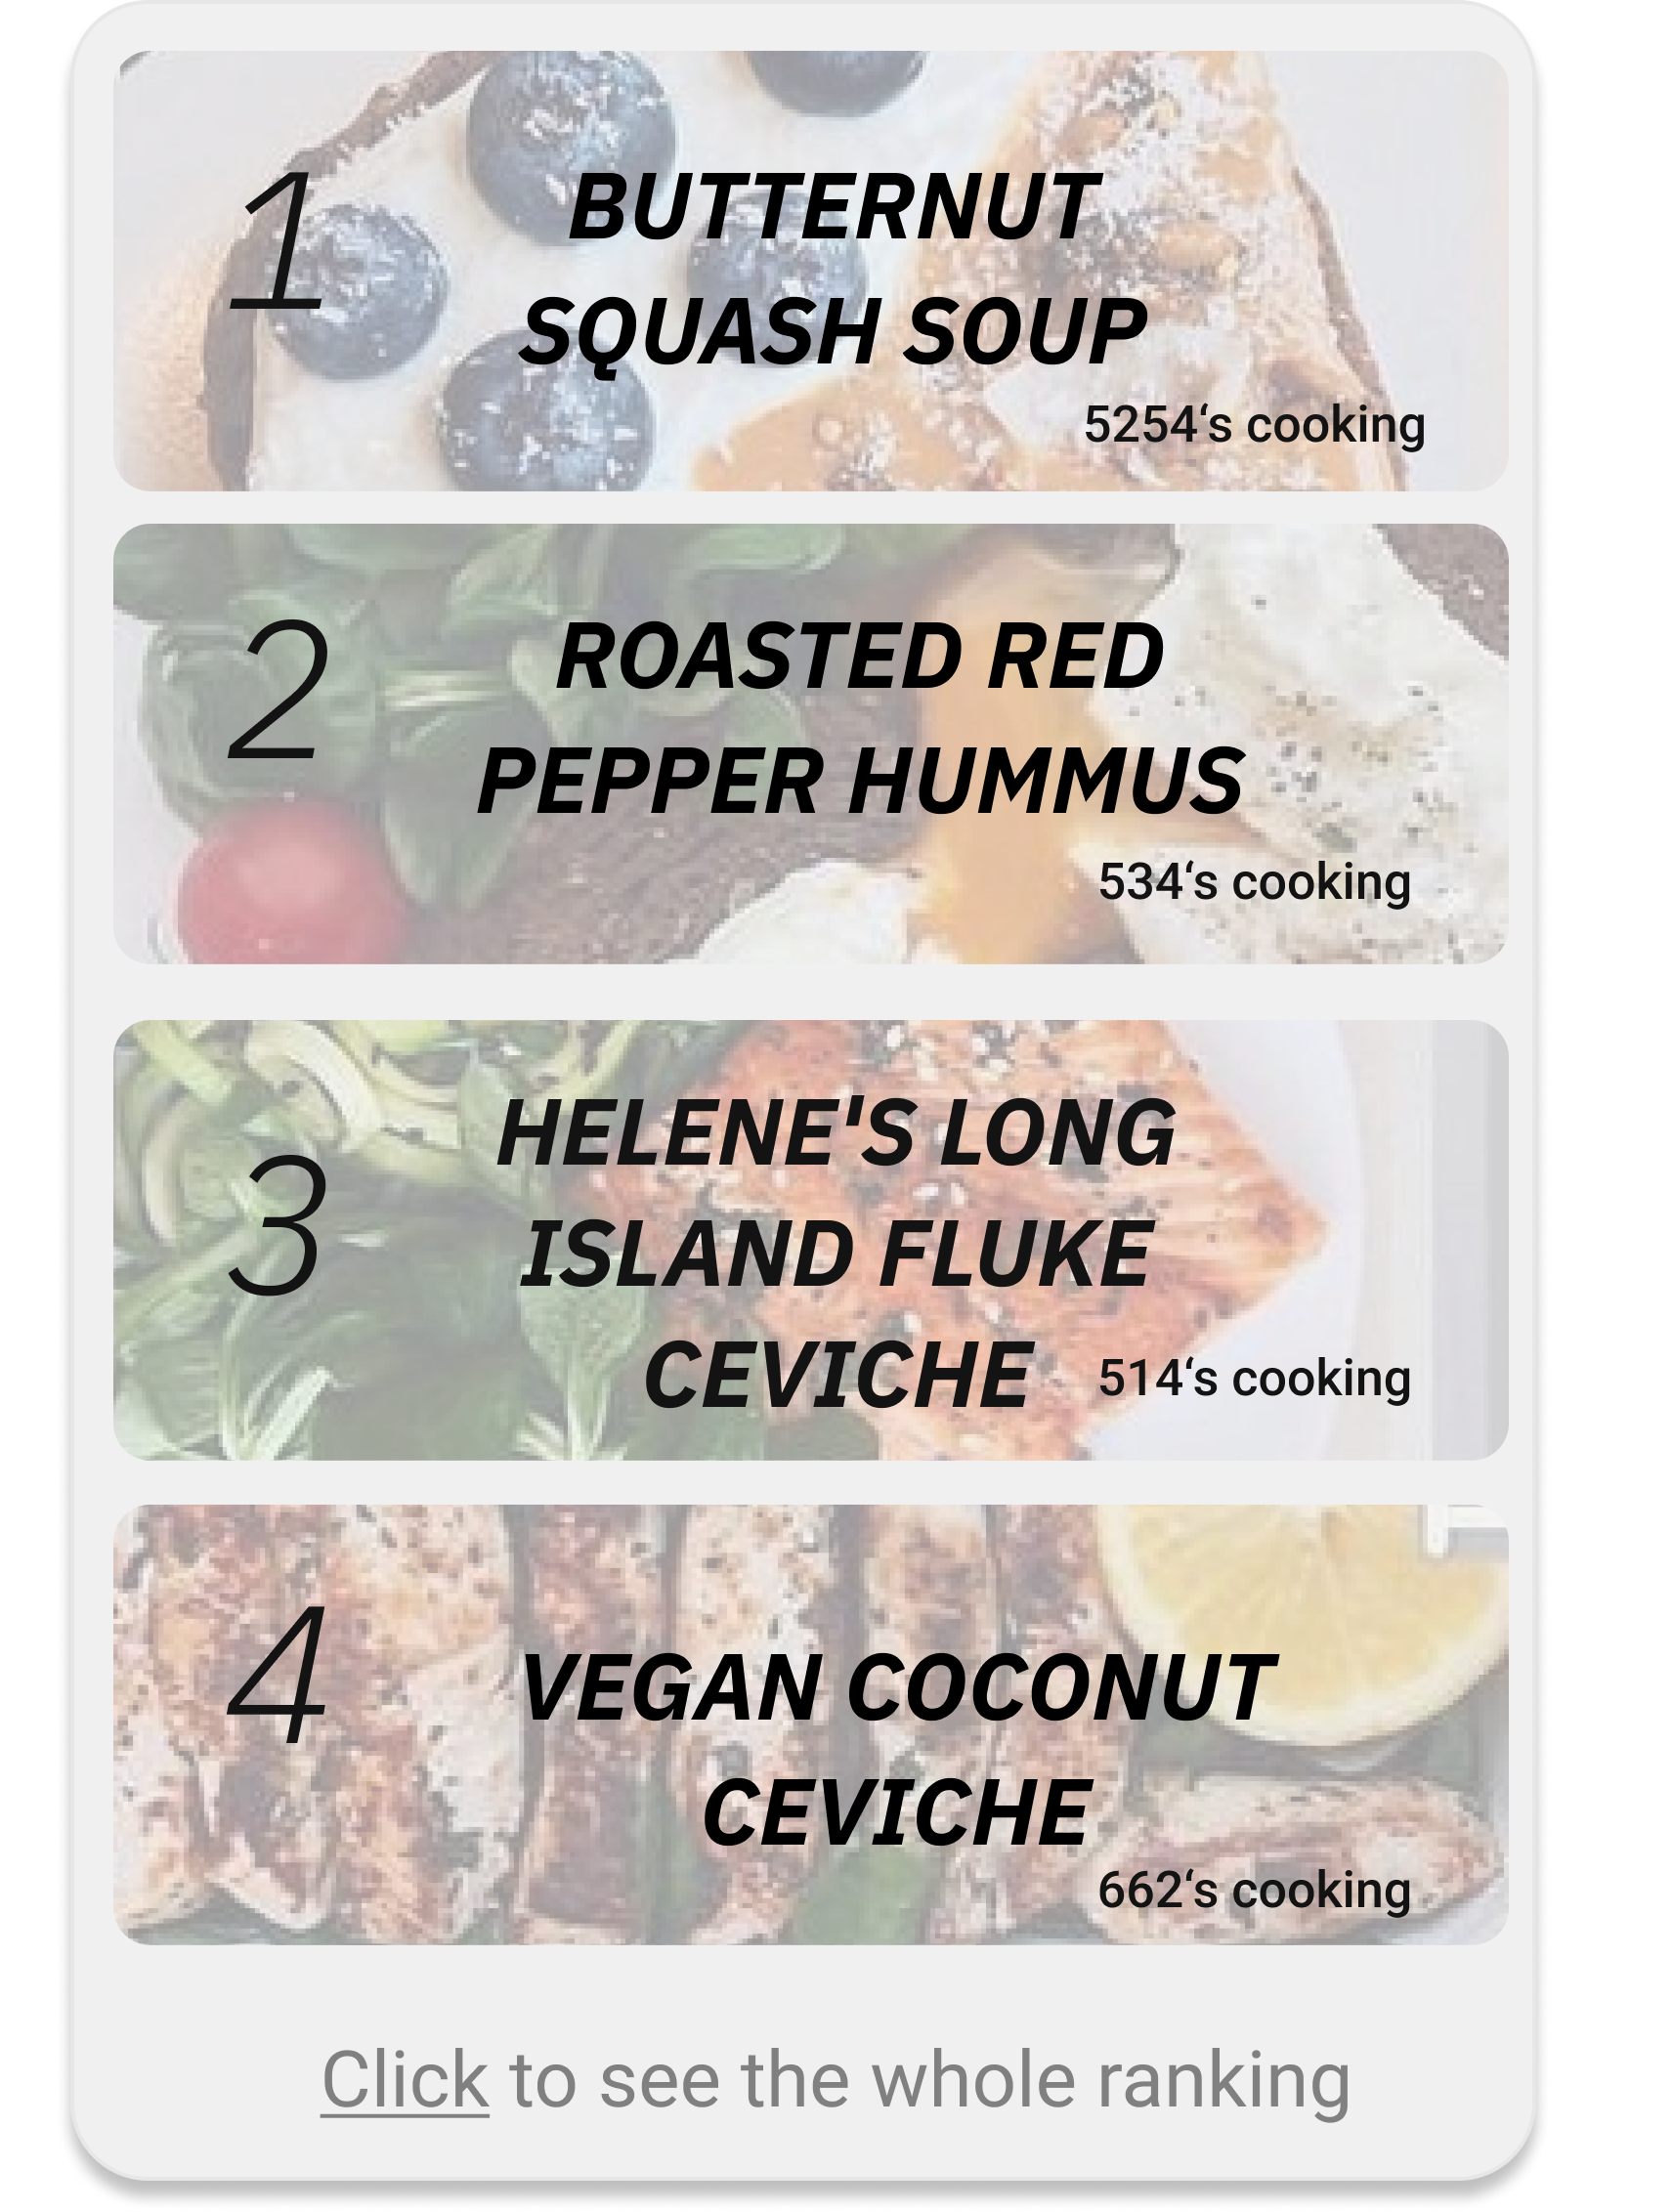 1
BUTTERNUT
SQUASH SOUP
5254‘s cooking
2
ROASTED RED
PEPPER HUMMUS
534‘s cooking
3
HELENE'S LONG
ISLAND FLUKE
CEVICHE
514‘s cooking
4
VEGAN COCONUT
CEVICHE
662‘s cooking
Click to see the whole ranking